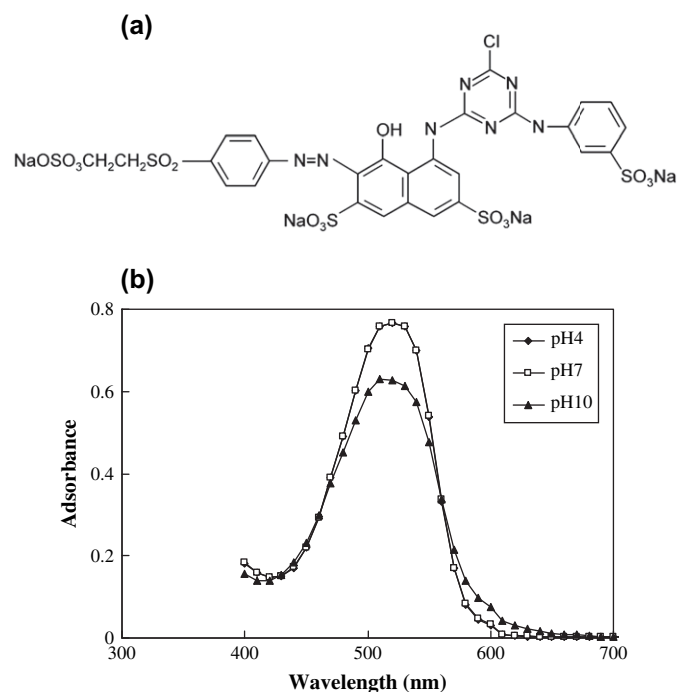 (a)
Cl
N N
OH N N N
NaOSO₃CH₂CH₂SO₂ N=N
SO₃Na
NaO₃S SO₃Na
(b)
0.8
0.6
0.4
0.2
0
Adsorbance
pH4
pH7
pH10
300 400 500 600 700
Wavelength (nm)